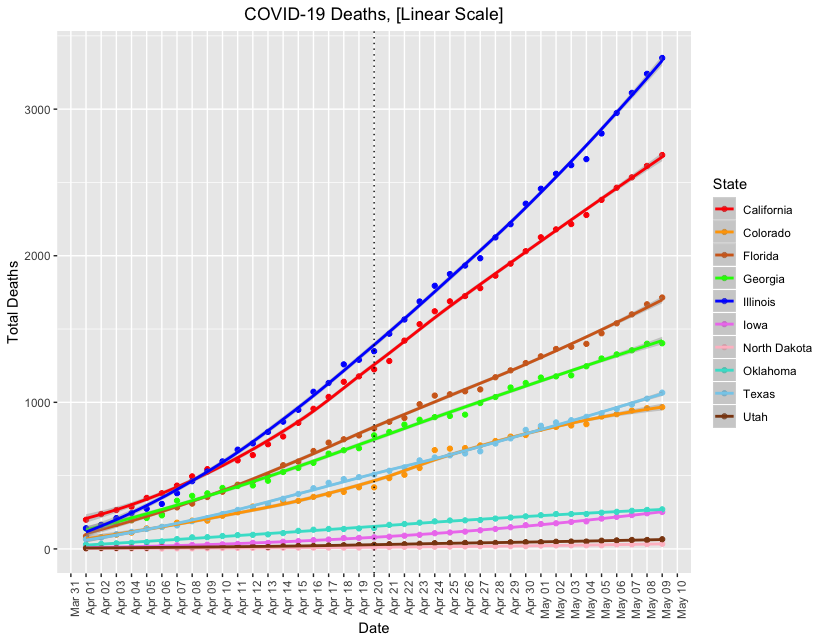 COVID-19 Deaths, [Linear Scale]
Total Deaths
3000
2000
1000
0
Mar 31
Apr 01
Apr 02
Apr 03
Apr 04
Apr 05
Apr 06
Apr 07
Apr 08
Apr 09
Apr 10
Apr 11
Apr 12
Apr 13
Apr 14
Apr 15
Apr 16
Apr 17
Apr 18
Apr 19
Apr 20
Apr 21
Apr 22
Apr 23
Apr 24
Apr 25
Apr 26
Apr 27
Apr 28
Apr 29
Apr 30
May 01
May 02
May 03
May 04
May 05
May 06
May 07
May 08
May 09
May 10
Date
State
California
Colorado
Florida
Georgia
Illinois
Iowa
North Dakota
Oklahoma
Texas
Utah